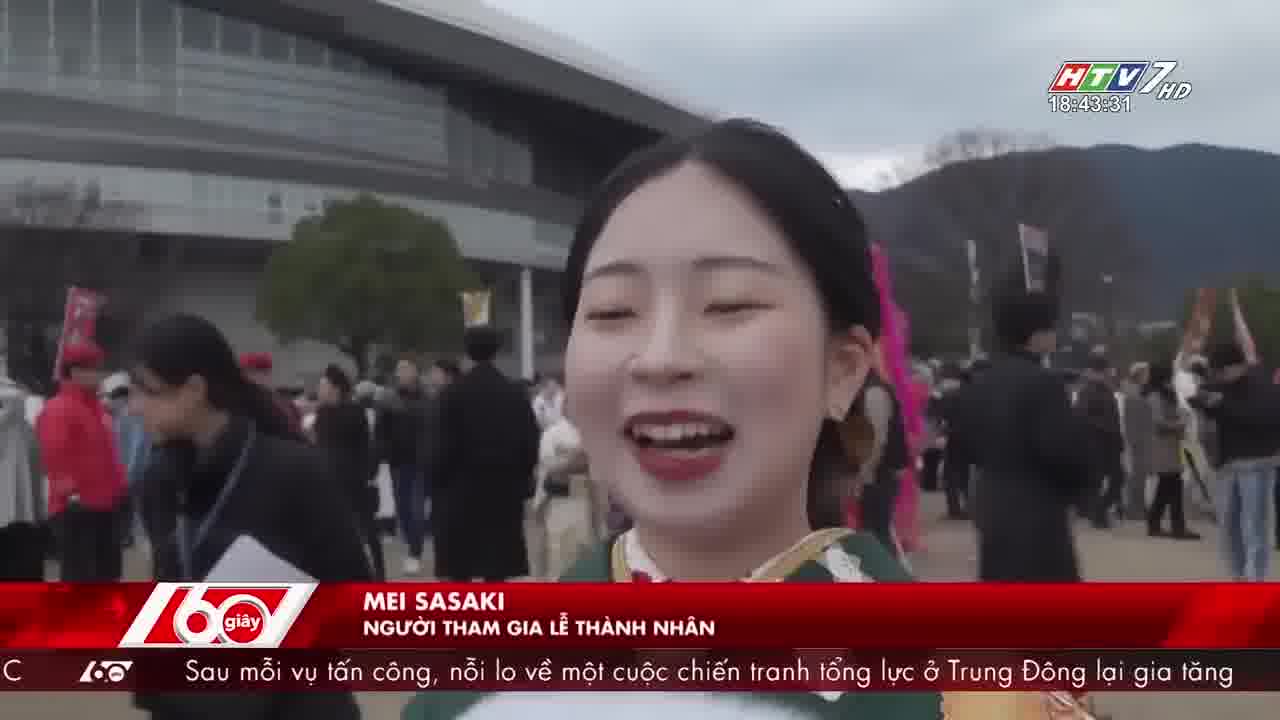 HTV7 HD
18:43:31
60 giây
MEI SASAKI
NGƯỜI THAM GIA LỄ THÀNH NHÂN
C 60 Sau mỗi vụ tấn công, nỗi lo về một cuộc chiến tranh tổng lực ở Trung Đông lại gia tăng